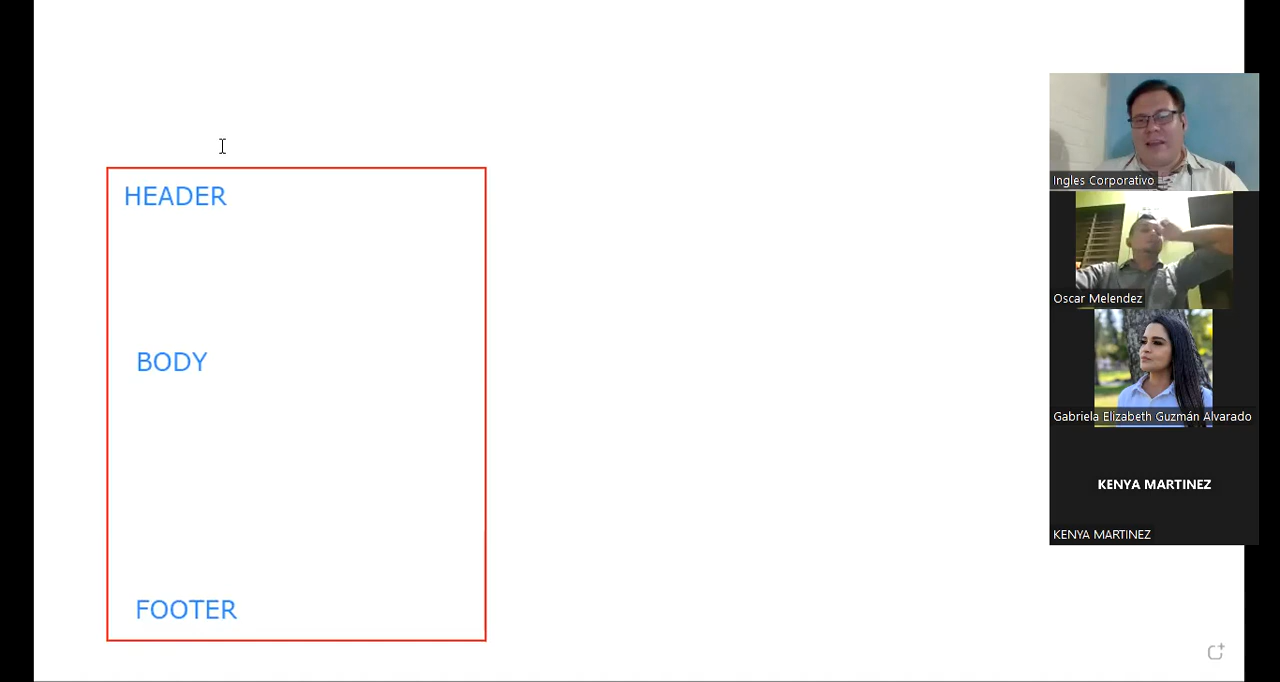 HEADER
BODY
FOOTER
Ingles Corporativo
Oscar Melendez
Gabriela Elizabeth Guzmán Alvarado
KENYA MARTINEZ
KENYA MARTINEZ